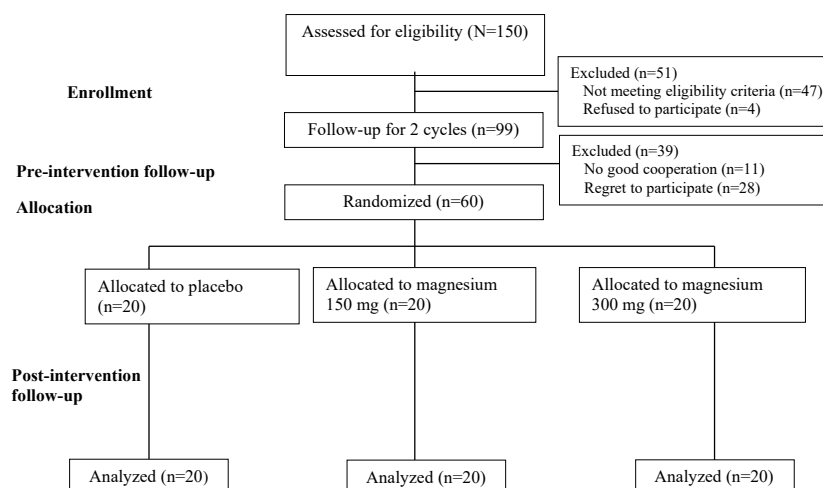 Assessed for eligibility (N=150)
Enrollment
Excluded (n=51)
Not meeting eligibility criteria (n=47)
Refused to participate (n=4)
Follow-up for 2 cycles (n=99)
Pre-intervention follow-up
Excluded (n=39)
No good cooperation (n=11)
Regret to participate (n=28)
Allocation
Randomized (n=60)
Allocated to placebo
(n=20)
Allocated to magnesium
150 mg (n=20)
Allocated to magnesium
300 mg (n=20)
Post-intervention
follow-up
Analyzed (n=20)
Analyzed (n=20)
Analyzed (n=20)